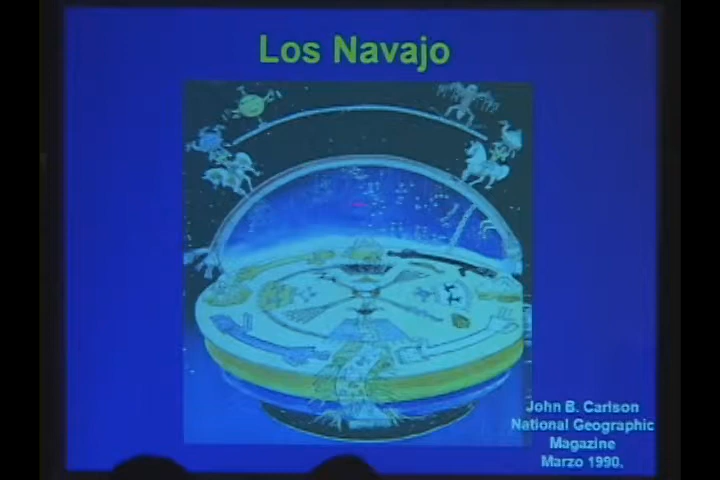 Los Navajo
John B. Carlson
National Geographic
Magazine
Marzo 1990.